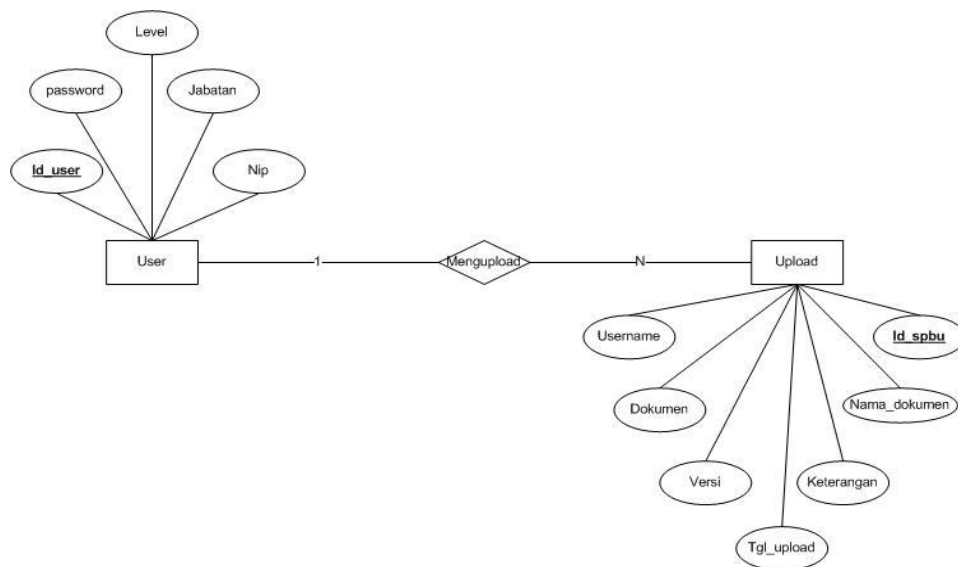 Level
password
Jabatan
Id_user
Nip
User
1
Mengupload
N
Upload
Username
Id_spbu
Dokumen
Nama_dokumen
Versi
Keterangan
Tgl_upload